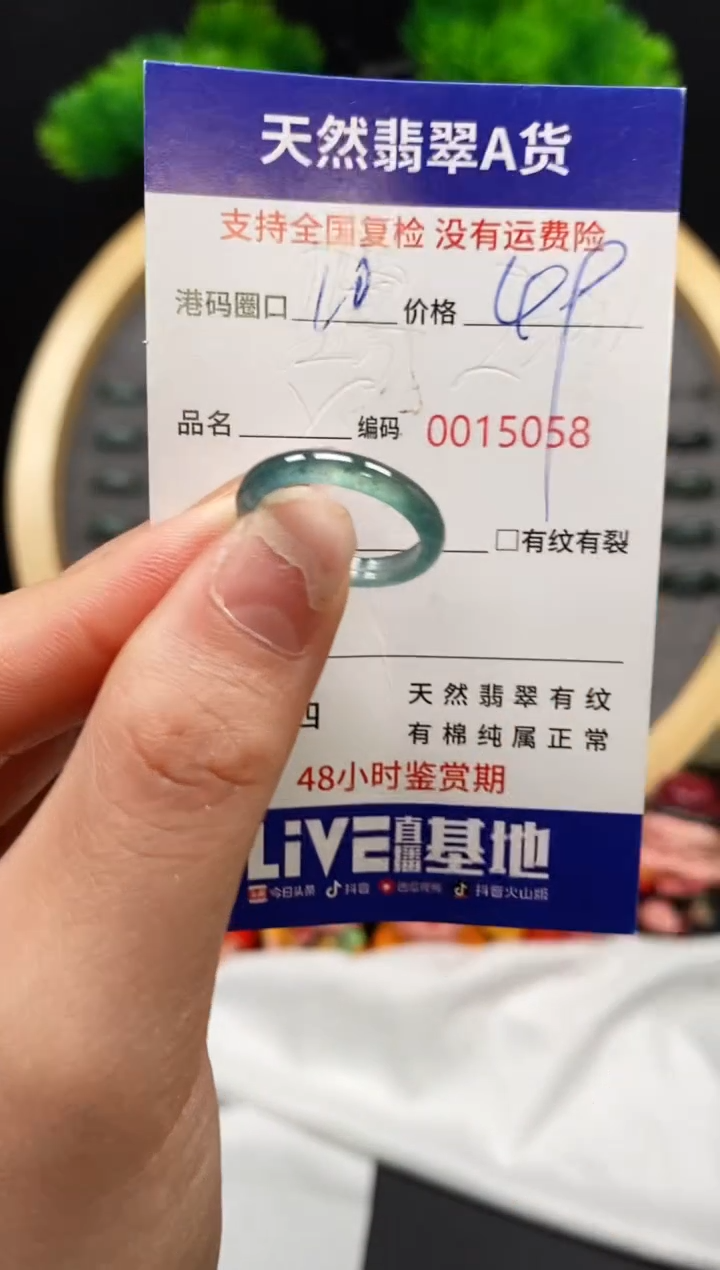 天然翡翠A货
支持全国复检 没有运费险
港码圈口 10 价格 49
品名 编码 0015058
□有纹有裂
四 天然翡翠有纹
有棉纯属正常
48小时鉴赏期
LiVE直播基地
今日头条 抖音 西瓜视频 抖音火山版